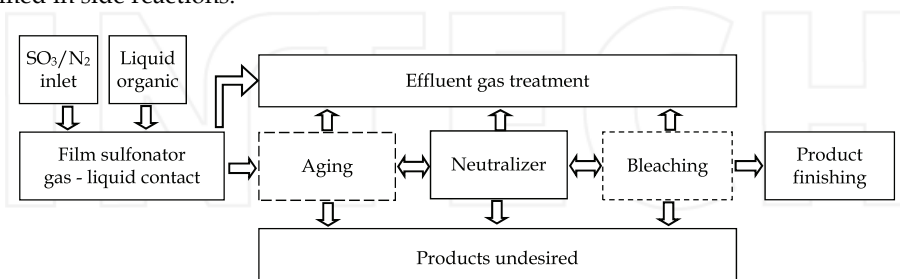 ined in side reactions.
SO₃/N₂
inlet
Liquid
organic
Effluent gas treatment
Film sulfonator
gas - liquid contact
Aging
Neutralizer
Bleaching
Product
finishing
Products undesired
INTECH